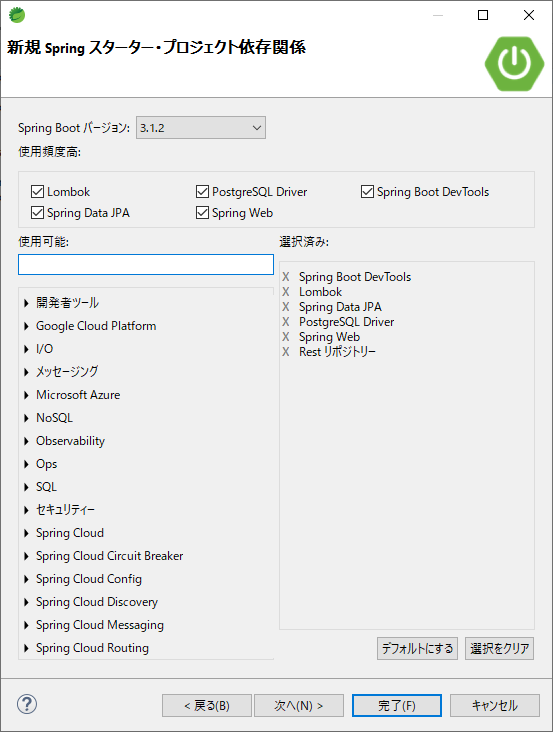 新規 Spring スターター・プロジェクト依存関係
Spring Boot バージョン: 3.1.2
使用頻度高:
Lombok PostgreSQL Driver Spring Boot DevTools
Spring Data JPA Spring Web
使用可能:
開発者ツール
Google Cloud Platform
I/O
メッセージング
Microsoft Azure
NoSQL
Observability
Ops
SQL
セキュリティー
Spring Cloud
Spring Cloud Circuit Breaker
Spring Cloud Config
Spring Cloud Discovery
Spring Cloud Messaging
Spring Cloud Routing
選択済み:
X Spring Boot DevTools
X Lombok
X Spring Data JPA
X PostgreSQL Driver
X Spring Web
X Rest リポジトリー
デフォルトにする 選択をクリア
? < 戻る(B) 次へ(N) > 完了(F) キャンセル